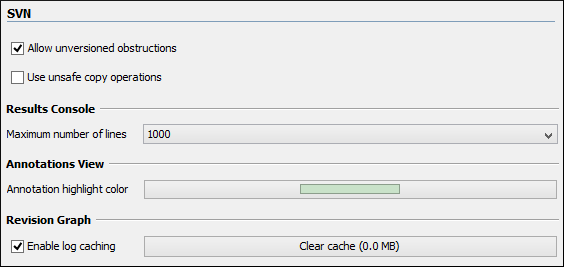 SVN
Allow unversioned obstructions
Use unsafe copy operations
Results Console
Maximum number of lines 1000
Annotations View
Annotation highlight color
Revision Graph
Enable log caching Clear cache (0.0 MB)